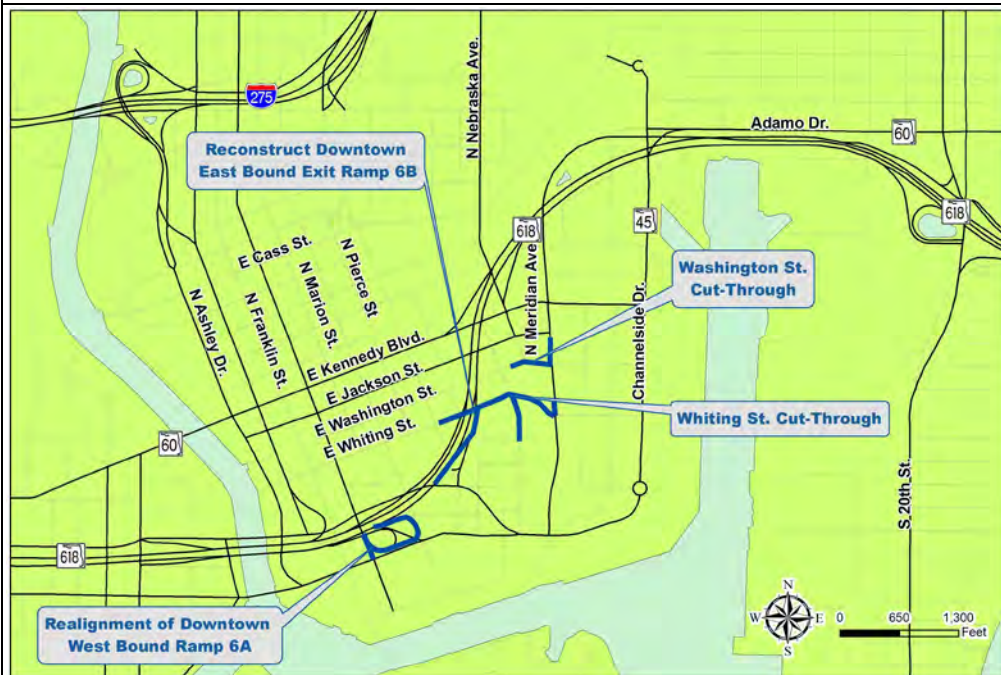 275
N Nebraska Ave.
Adamo Dr.
60
Reconstruct Downtown
East Bound Exit Ramp 6B
618
618
45
E Cass St.
N Pierce St
N Marion St.
N Franklin St.
N Ashley Dr.
N Meridian Ave.
Channelside Dr.
Washington St.
Cut-Through
E Kennedy Blvd.
E Jackson St.
E Washington St.
E Whiting St.
Whiting St. Cut-Through
60
S 20th St.
618
Realignment of Downtown
West Bound Ramp 6A
N
W E
S
0 650 1,300
Feet